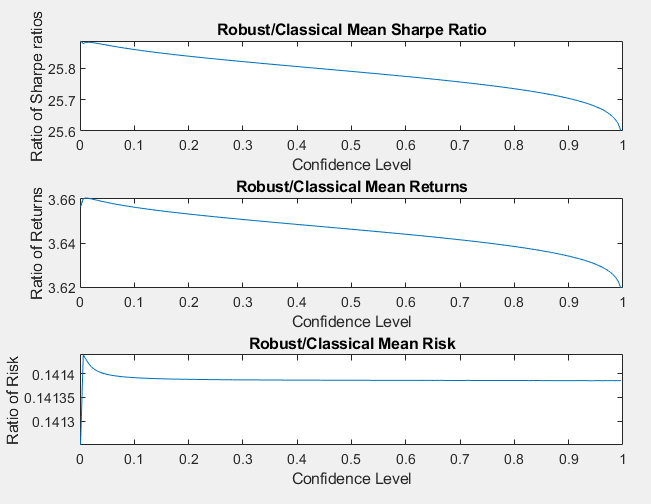 Robust/Classical Mean Sharpe Ratio
Ratio of Sharpe ratios
25.8
25.7
25.6
0 0.1 0.2 0.3 0.4 0.5 0.6 0.7 0.8 0.9 1
Confidence Level
Robust/Classical Mean Returns
Ratio of Returns
3.66
3.64
3.62
0 0.1 0.2 0.3 0.4 0.5 0.6 0.7 0.8 0.9 1
Confidence Level
Robust/Classical Mean Risk
Ratio of Risk
0.1414
0.14135
0.1413
0 0.1 0.2 0.3 0.4 0.5 0.6 0.7 0.8 0.9 1
Confidence Level